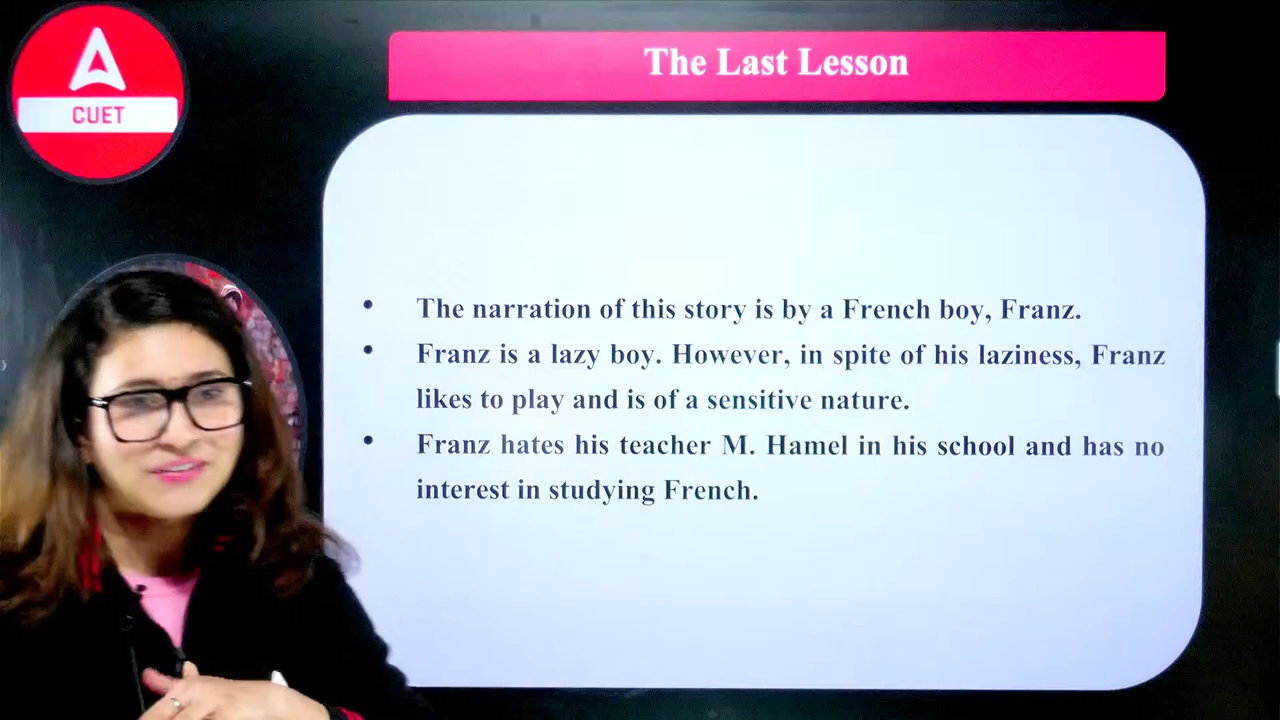 CUET
The Last Lesson
• The narration of this story is by a French boy, Franz.
• Franz is a lazy boy. However, in spite of his laziness, Franz
likes to play and is of a sensitive nature.
• Franz hates his teacher M. Hamel in his school and has no
interest in studying French.